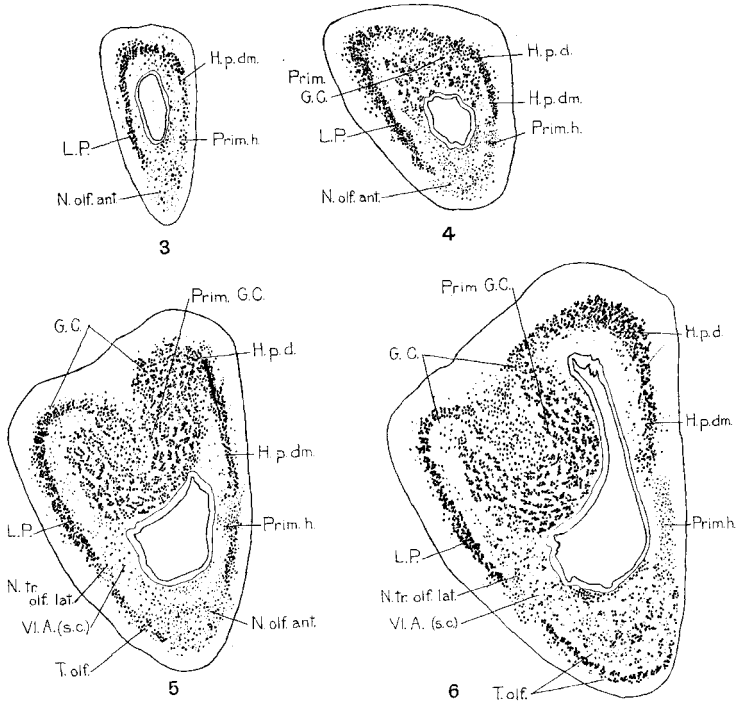 H.p.dm.
L.P.
Prim.h.
N.olf.ant.
3
Prim.
G.C.
H.p.d.
H.p.dm.
L.P.
Prim.h.
N.olf.ant.
4
Prim. G.C.
G.C.
H.p.d.
H.p.dm.
L.P.
Prim.h.
N.tr.
olf. lat.
Vl.A.(s.c.)
N.olf.ant.
T.olf.
5
Prim G.C.
H.p.d.
G.C.
H.p.dm.
Prim.h
L.P.
N.tr. olf. lat.
Vl.A.(s.c.)
T.olf.
6